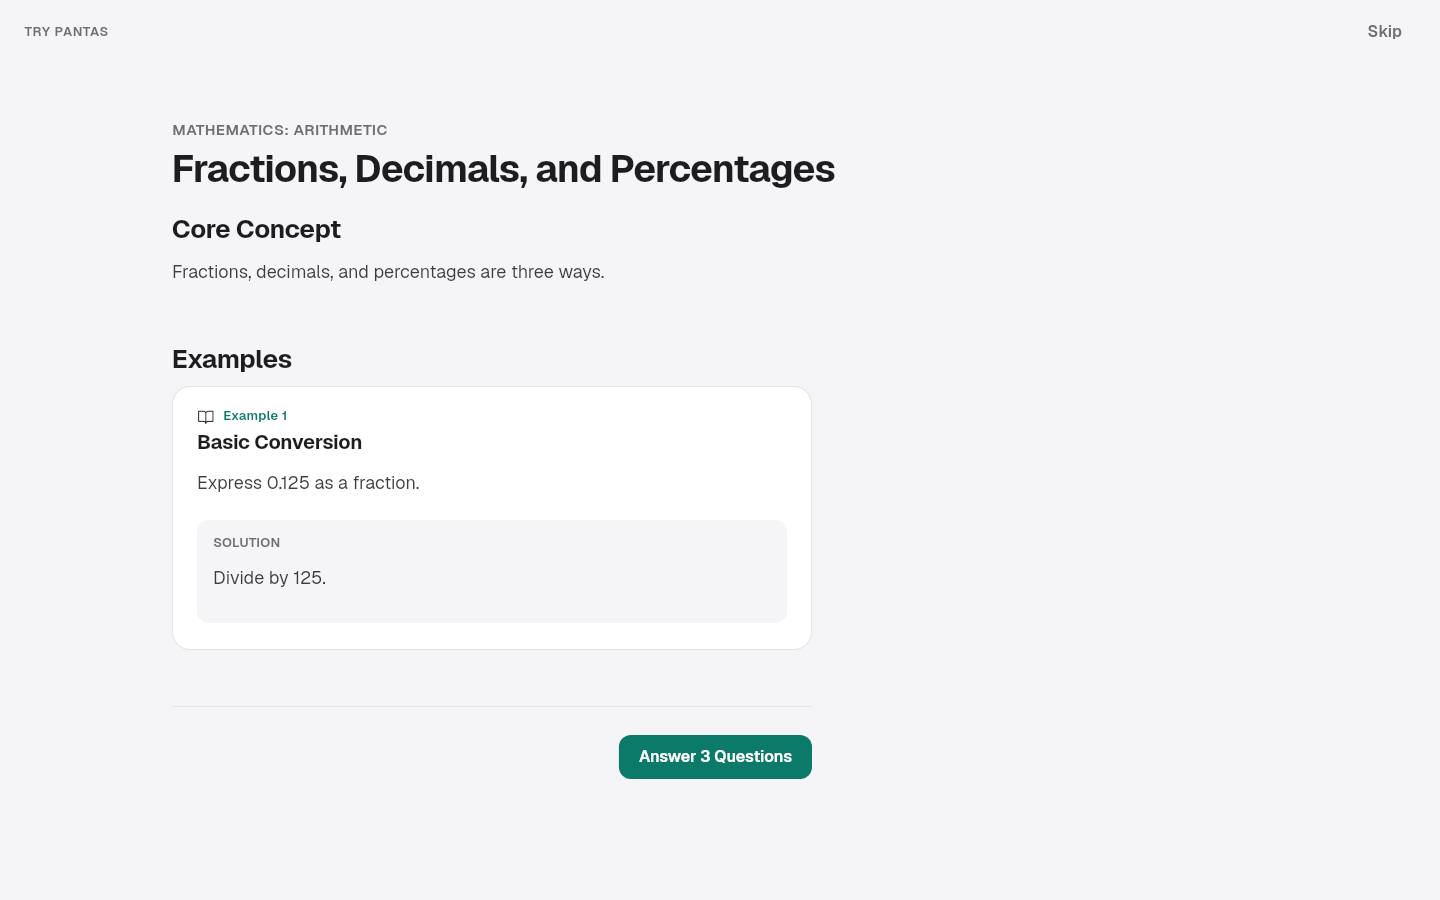 TRY PANTAS
Skip
MATHEMATICS: ARITHMETIC
Fractions, Decimals, and Percentages
Core Concept
Fractions, decimals, and percentages are three ways.
Examples
Example 1
Basic Conversion
Express 0.125 as a fraction.
SOLUTION
Divide by 125.
Answer 3 Questions